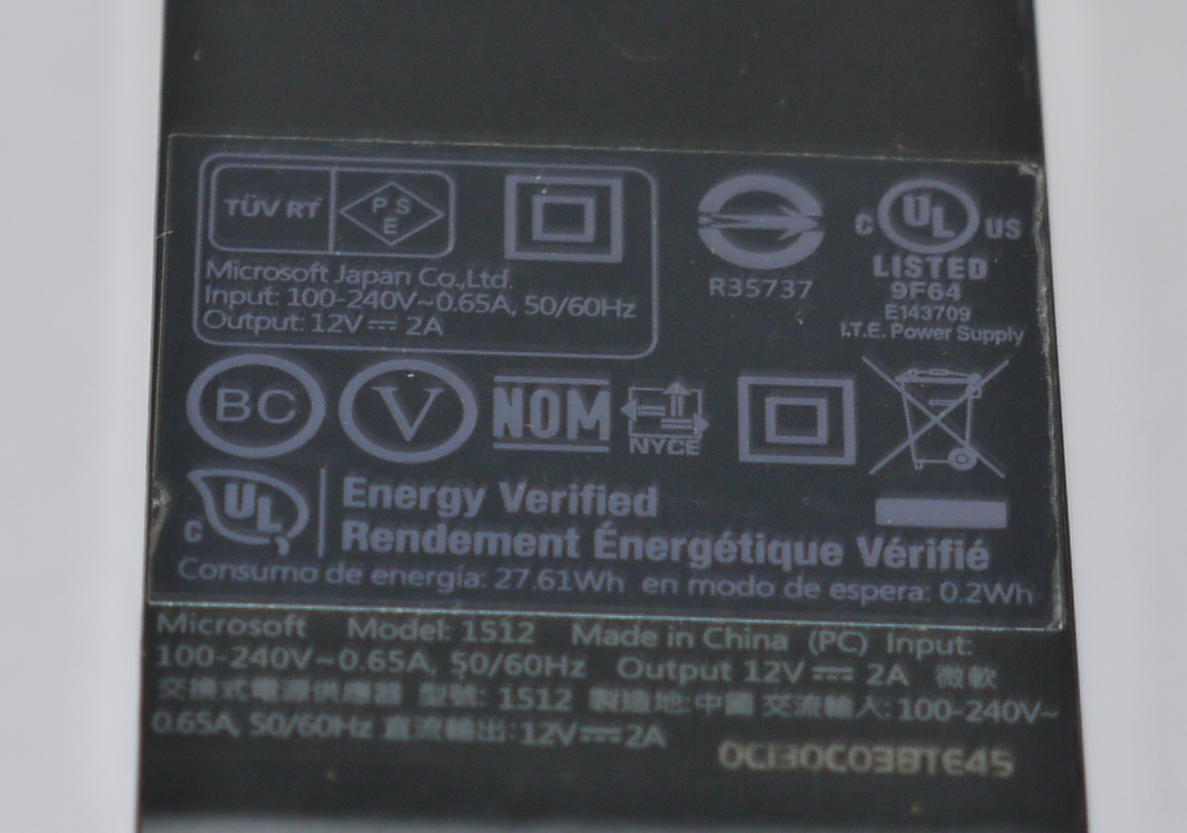 TÜV RT
P S
E
Microsoft Japan Co.,Ltd.
Input: 100-240V~0.65A, 50/60Hz
Output: 12V⎓ 2A
R35737
C UL US
LISTED
9F64
E143709
I.T.E. Power Supply
BC
V
NOM
NYCE
C UL
Energy Verified
Rendement Énergétique Vérifié
Consumo de energía: 27.61Wh en modo de espera: 0.2Wh
Microsoft Model: 1512 Made in China (PC) Input:
100-240V~0.65A, 50/60Hz Output 12V⎓ 2A 微軟
交換式電源供應器 型號: 1512 製造地:中國 交流輸入: 100-240V~
0.65A, 50/60Hz 直流輸出:12V⎓2A